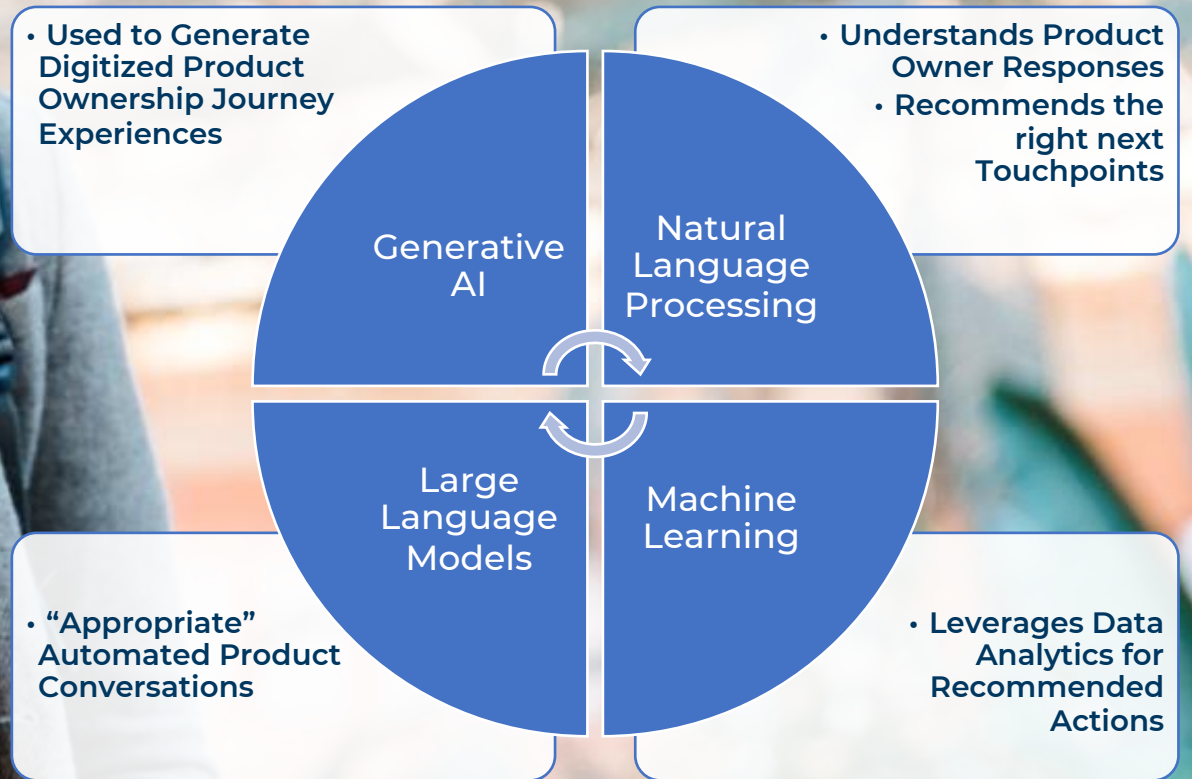 • Used to Generate
Digitized Product
Ownership Journey
Experiences
• Understands Product
Owner Responses
• Recommends the
right next
Touchpoints
Generative
AI
Natural
Language
Processing
Large
Language
Models
Machine
Learning
• “Appropriate”
Automated Product
Conversations
• Leverages Data
Analytics for
Recommended
Actions